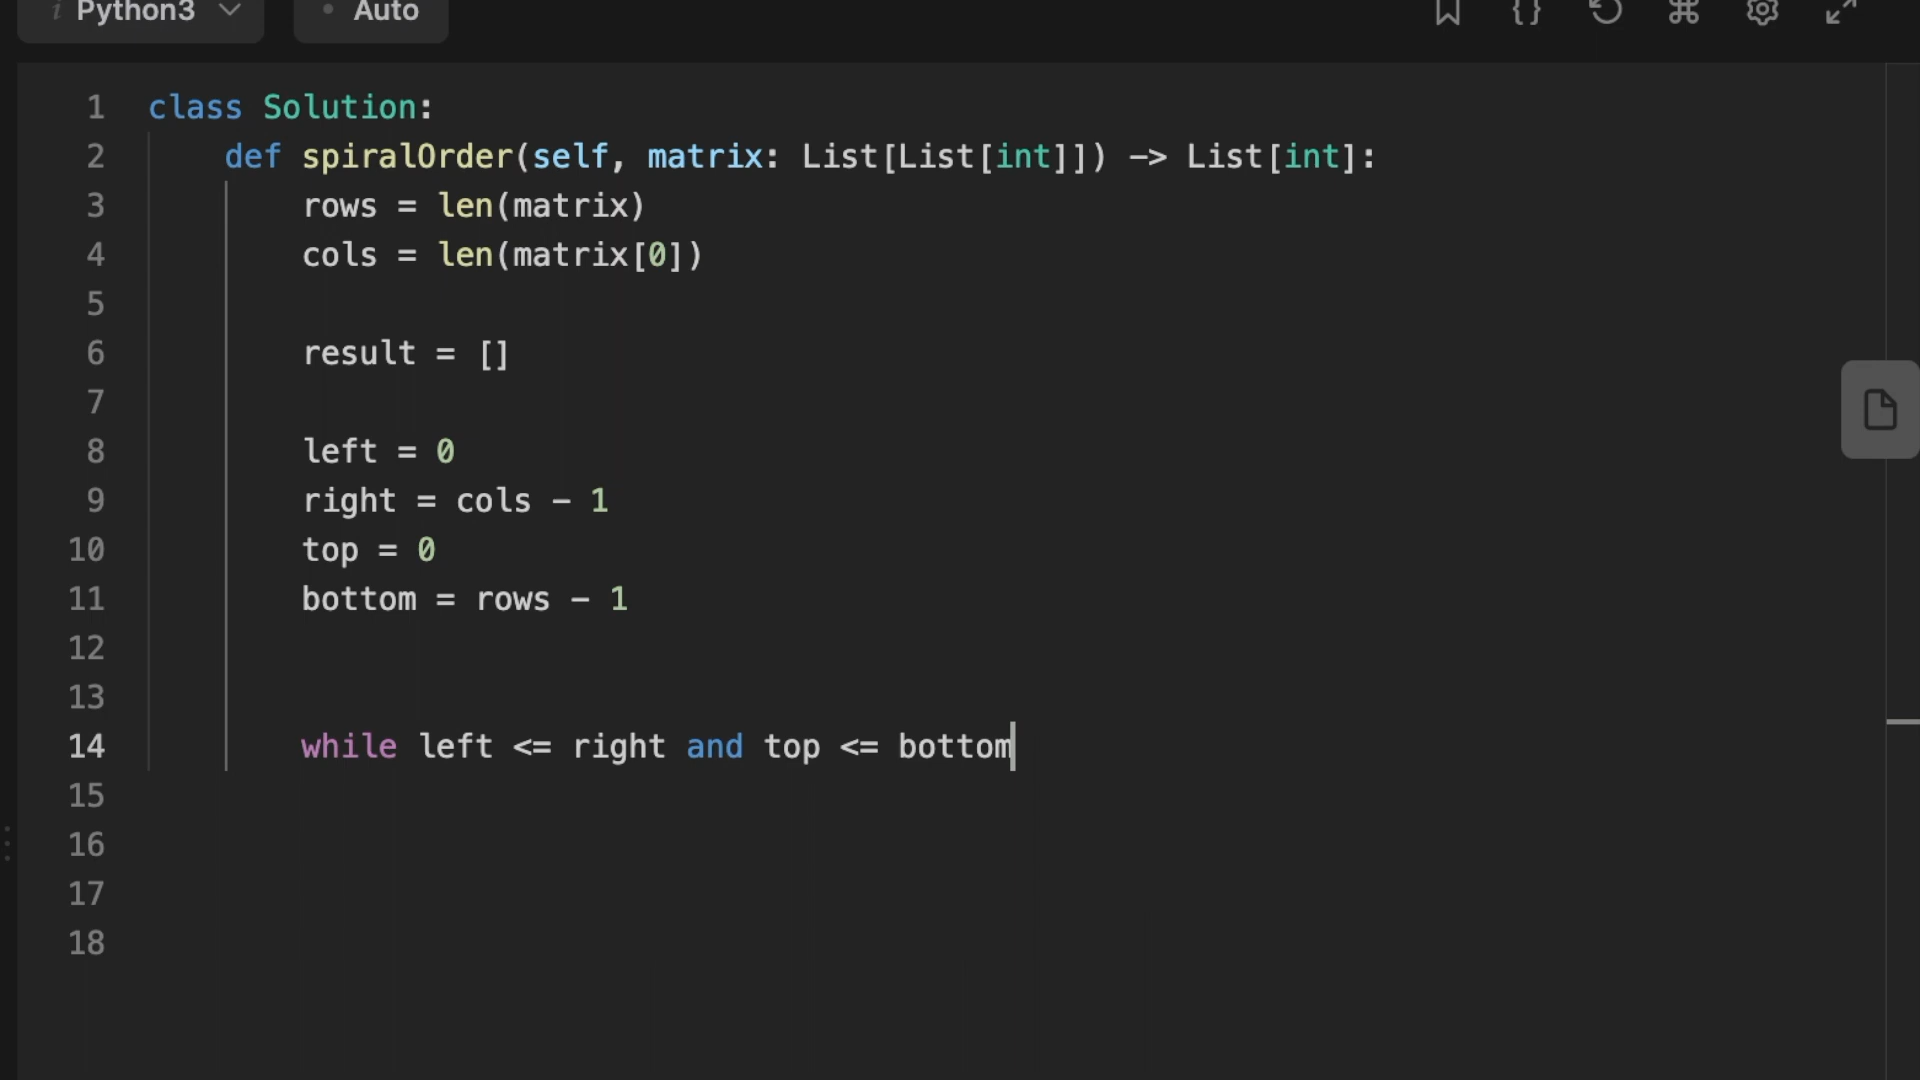 Python3 Auto
1 class Solution:
2 def spiralOrder(self, matrix: List[List[int]]) -> List[int]:
3 rows = len(matrix)
4 cols = len(matrix[0])
5
6 result = []
7
8 left = 0
9 right = cols - 1
10 top = 0
11 bottom = rows - 1
12
13
14 while left <= right and top <= bottom
15
16
17
18